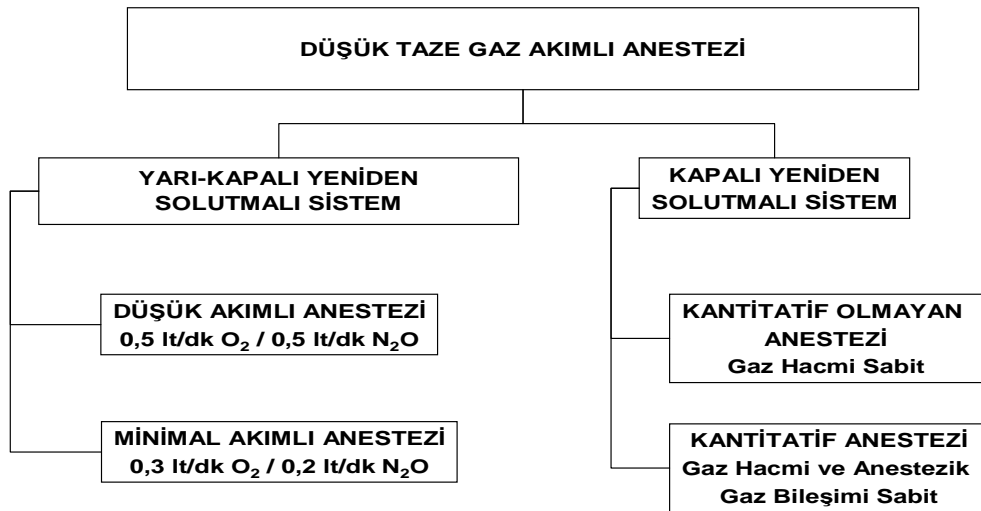 DÜŞÜK TAZE GAZ AKIMLI ANESTEZİ
YARI-KAPALI YENİDEN
SOLUTMALI SİSTEM
KAPALI YENİDEN
SOLUTMALI SİSTEM
DÜŞÜK AKIMLI ANESTEZİ
0,5 lt/dk O₂ / 0,5 lt/dk N₂O
KANTİTATİF OLMAYAN
ANESTEZİ
Gaz Hacmi Sabit
MİNİMAL AKIMLI ANESTEZİ
0,3 lt/dk O₂ / 0,2 lt/dk N₂O
KANTİTATİF ANESTEZİ
Gaz Hacmi ve Anestezik
Gaz Bileşimi Sabit